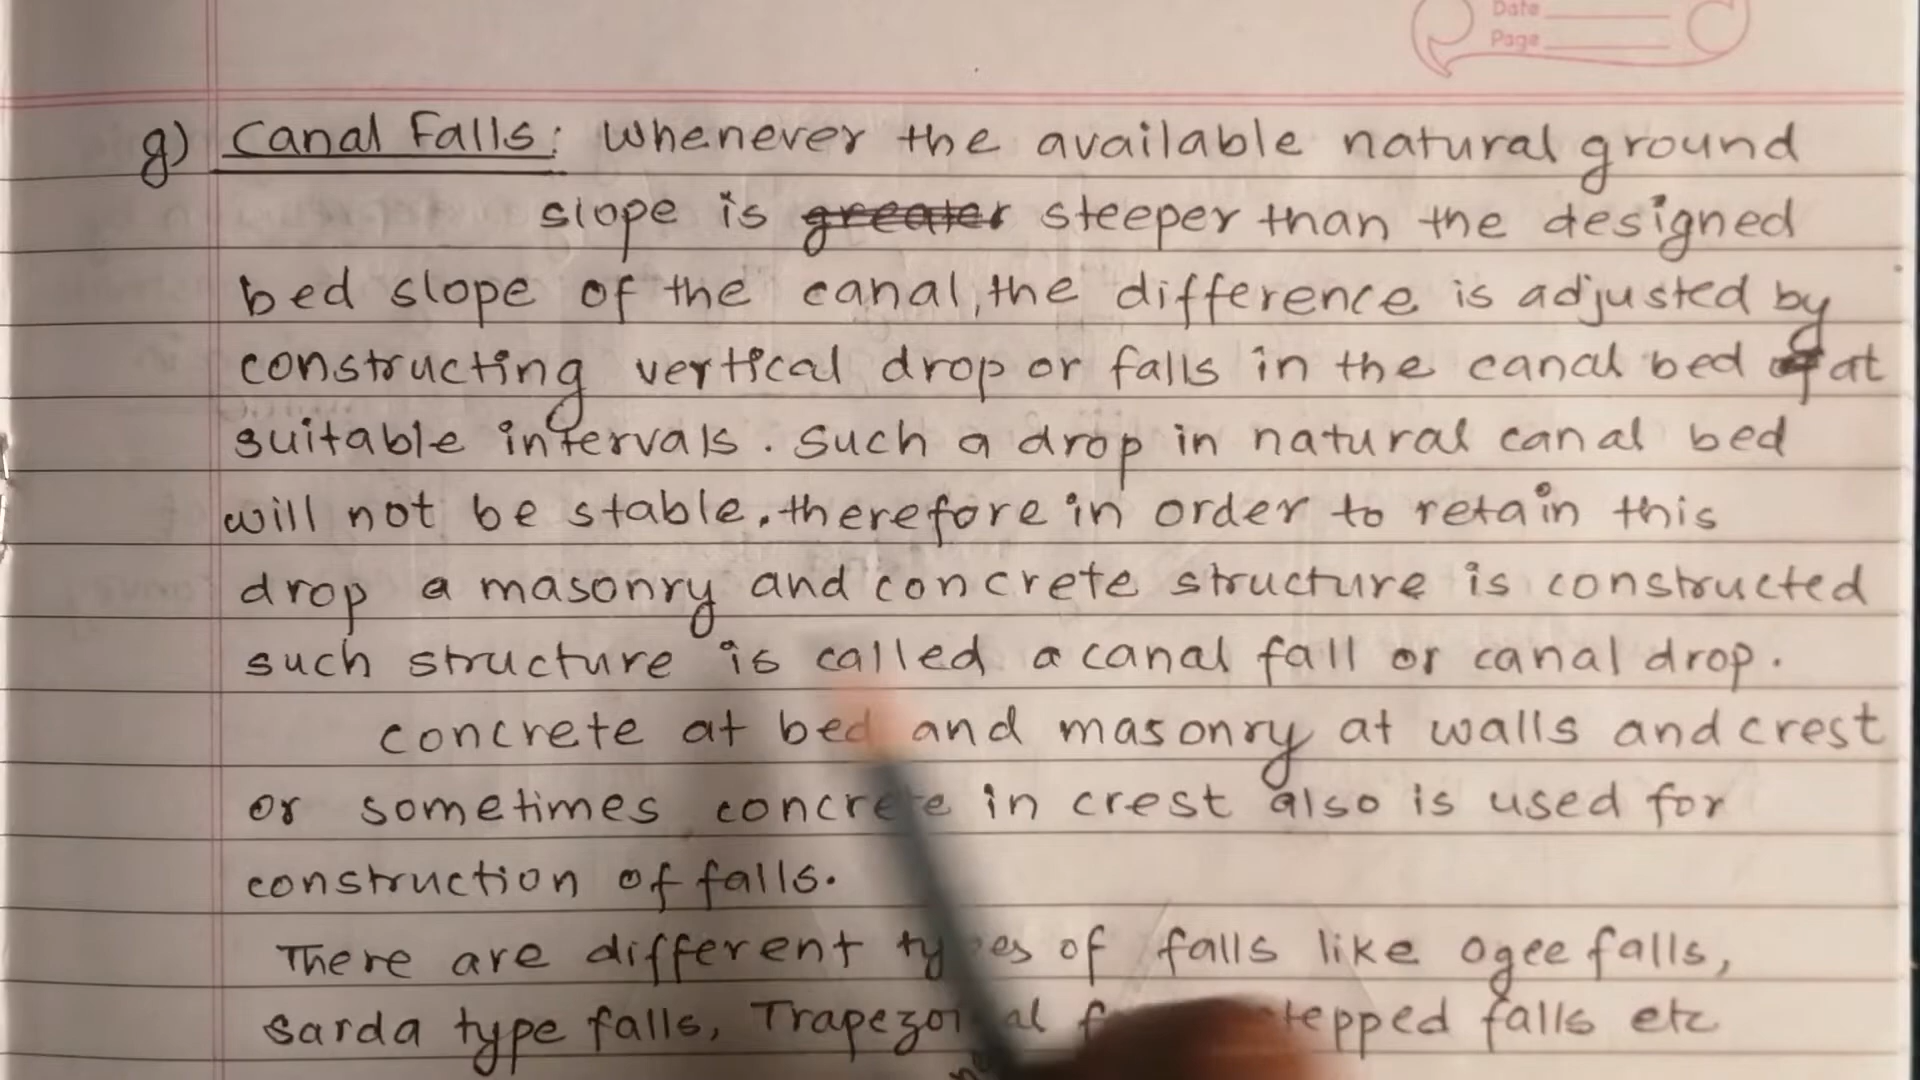 Date
Page
g) Canal Falls: Whenever the available natural ground
slope is greater steeper than the designed
bed slope of the canal, the difference is adjusted by
constructing vertical drop or falls in the canal bed at
suitable intervals. Such a drop in natural canal bed
will not be stable. therefore in order to retain this
drop a masonry and concrete structure is constructed
such structure is called a canal fall or canal drop.
concrete at bed and masonry at walls and crest
or sometimes concrete in crest also is used for
construction of falls.
There are different types of falls like ogee falls,
Sarda type falls, Trapezoidal stepped falls etc